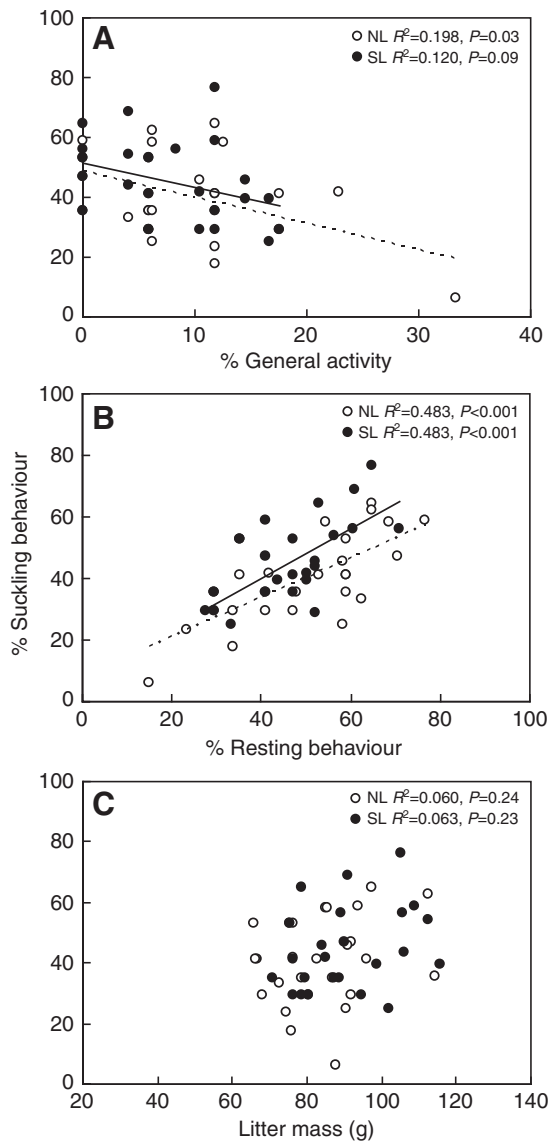 A
NL R²=0.198, P=0.03
SL R²=0.120, P=0.09
100
80
60
40
20
0
0 10 20 30 40
% General activity
B
NL R²=0.483, P<0.001
SL R²=0.483, P<0.001
100
80
60
40
20
0
0 20 40 60 80 100
% Resting behaviour
% Suckling behaviour
C
NL R²=0.060, P=0.24
SL R²=0.063, P=0.23
100
80
60
40
20
0
20 40 60 80 100 120 140
Litter mass (g)